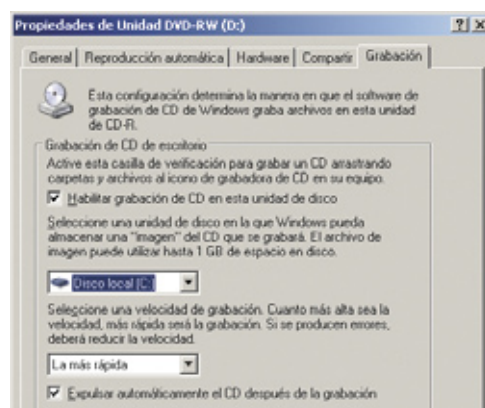 Propiedades de Unidad DVD-RW (D:)
General Reproducción automática Hardware Compartir Grabación
Esta configuración determina la manera en que el software de
grabación de CD de Windows graba archivos en esta unidad
de CD-R.
Grabación de CD de escritorio
Active esta casilla de verificación para grabar un CD arrastrando
carpetas y archivos al icono de grabadora de CD en su equipo.
Habilitar grabación de CD en esta unidad de disco
Seleccione una unidad de disco en la que Windows pueda
almacenar una "imagen" del CD que se grabará. El archivo de
imagen puede utilizar hasta 1 GB de espacio en disco.
Disco local (C:)
Seleccione una velocidad de grabación. Cuanto más alta sea la
velocidad, más rápida será la grabación. Si se producen errores,
deberá reducir la velocidad.
La más rápida
Expulsar automáticamente el CD después de la grabación